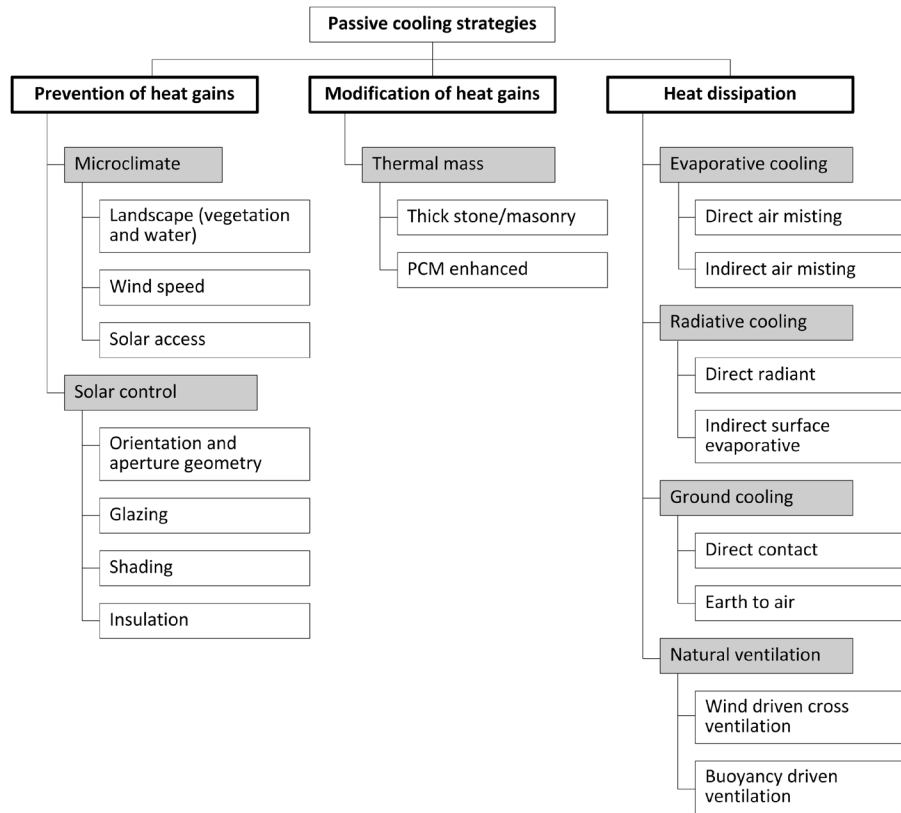 Passive cooling strategies
Prevention of heat gains
Microclimate
Landscape (vegetation
and water)
Wind speed
Solar access
Solar control
Orientation and
aperture geometry
Glazing
Shading
Insulation
Modification of heat gains
Thermal mass
Thick stone/masonry
PCM enhanced
Heat dissipation
Evaporative cooling
Direct air misting
Indirect air misting
Radiative cooling
Direct radiant
Indirect surface
evaporative
Ground cooling
Direct contact
Earth to air
Natural ventilation
Wind driven cross
ventilation
Buoyancy driven
ventilation